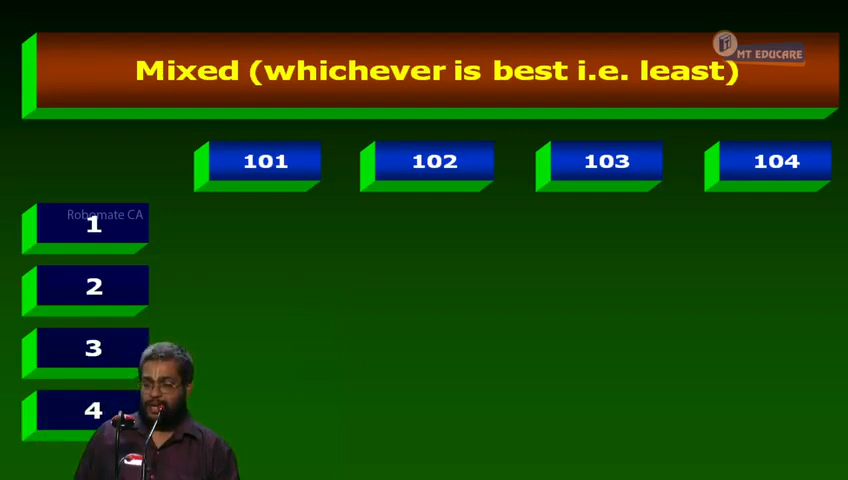 MT EDUCARE
Mixed (whichever is best i.e. least)
101 102 103 104
Robomate CA
1
2
3
4